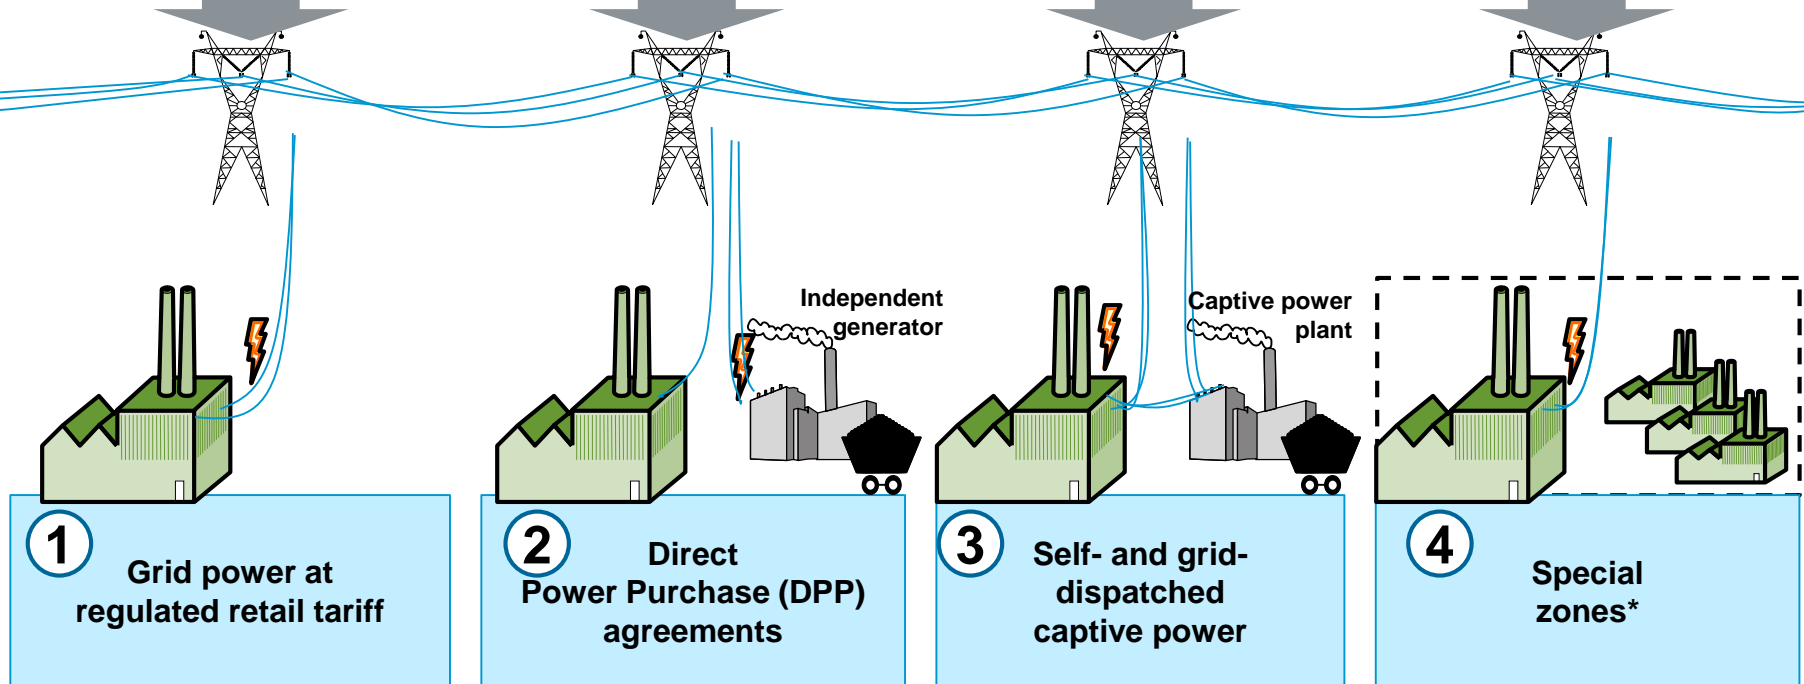 Independent
generator
Captive power
plant
1
Grid power at
regulated retail tariff
2
Direct
Power Purchase (DPP)
agreements
3
Self- and grid-
dispatched
captive power
4
Special
zones*